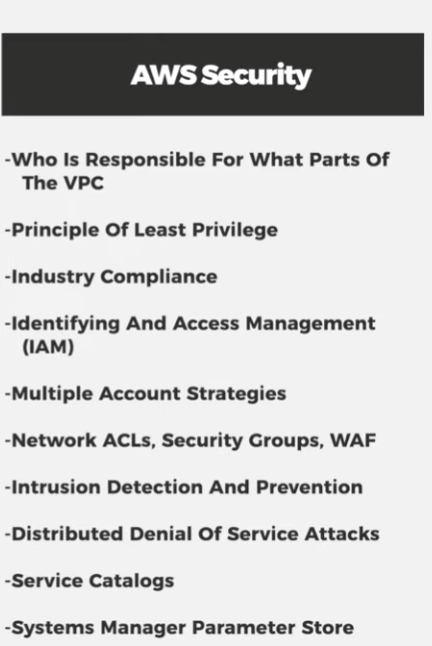 AWS Security
-Who Is Responsible For What Parts Of
The VPC
-Principle Of Least Privilege
-Industry Compliance
-Identifying And Access Management
(IAM)
-Multiple Account Strategies
-Network ACLs, Security Groups, WAF
-Intrusion Detection And Prevention
-Distributed Denial Of Service Attacks
-Service Catalogs
-Systems Manager Parameter Store